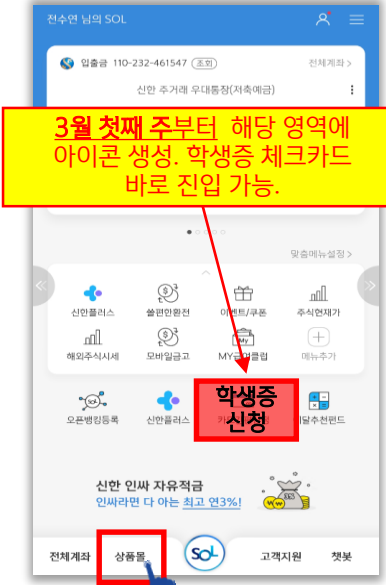 전수연 님의 SOL
입출금 110-232-461547 (조회)
전체계좌 >
신한 주거래 우대통장(저축예금)
3월 첫째 주부터 해당 영역에
아이콘 생성. 학생증 체크카드
바로 진입 가능.
맞춤메뉴설정 >
신한플러스 쏠편한환전 이벤트/쿠폰 주식현재가
해외주식시세 모바일금고 MY급여클럽 메뉴추가
오픈뱅킹등록 신한플러스 학생증 신청 이달추천펀드
신한 인싸 자유적금
인싸라면 다 아는 최고 연3%!
전체계좌 상품몰 SOL 고객지원 챗봇